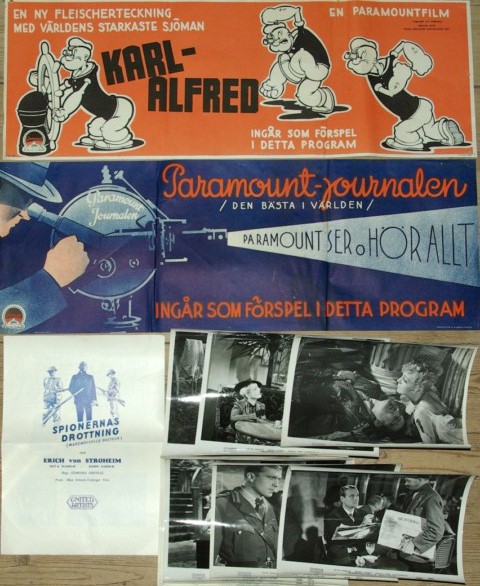 EN NY FLEISCHERTECKNING
MED VÄRLDENS STARKASTE SJÖMAN
EN PARAMOUNTFILM
KARL-
ALFRED
INGÅR SOM FÖRSPEL
I DETTA PROGRAM
Paramount-journalen
/ DEN BÄSTA I VÄRLDEN /
Paramount
Journalen
PARAMOUNT SER o HÖR ALLT
INGÅR SOM FÖRSPEL I DETTA PROGRAM
SPIONERNAS
DROTTNING
ERICH von STROHEIM
UNITED
ARTISTS